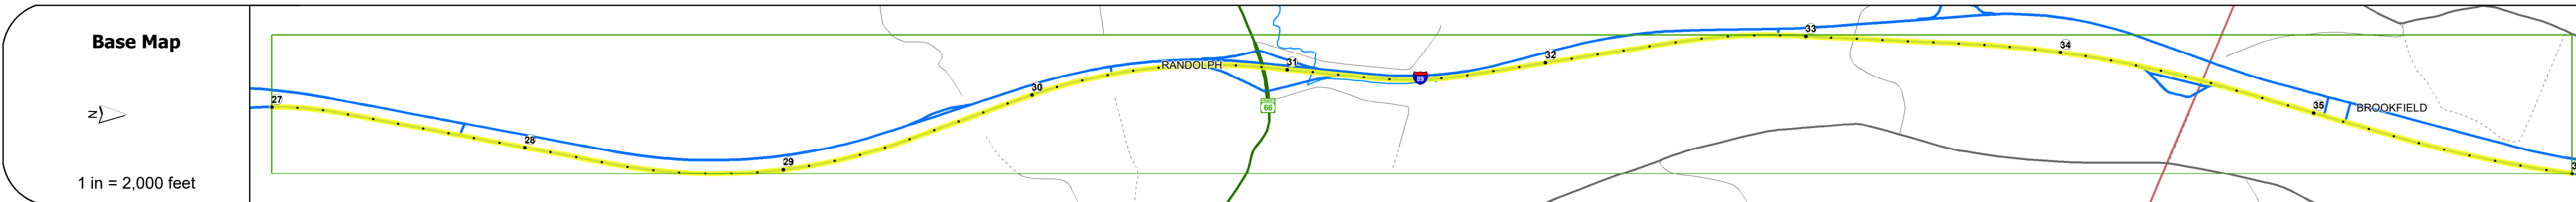 Base Map
N
1 in = 2,000 feet
27
28
29
30
RANDOLPH
66
31
89
32
33
34
35
BROOKFIELD